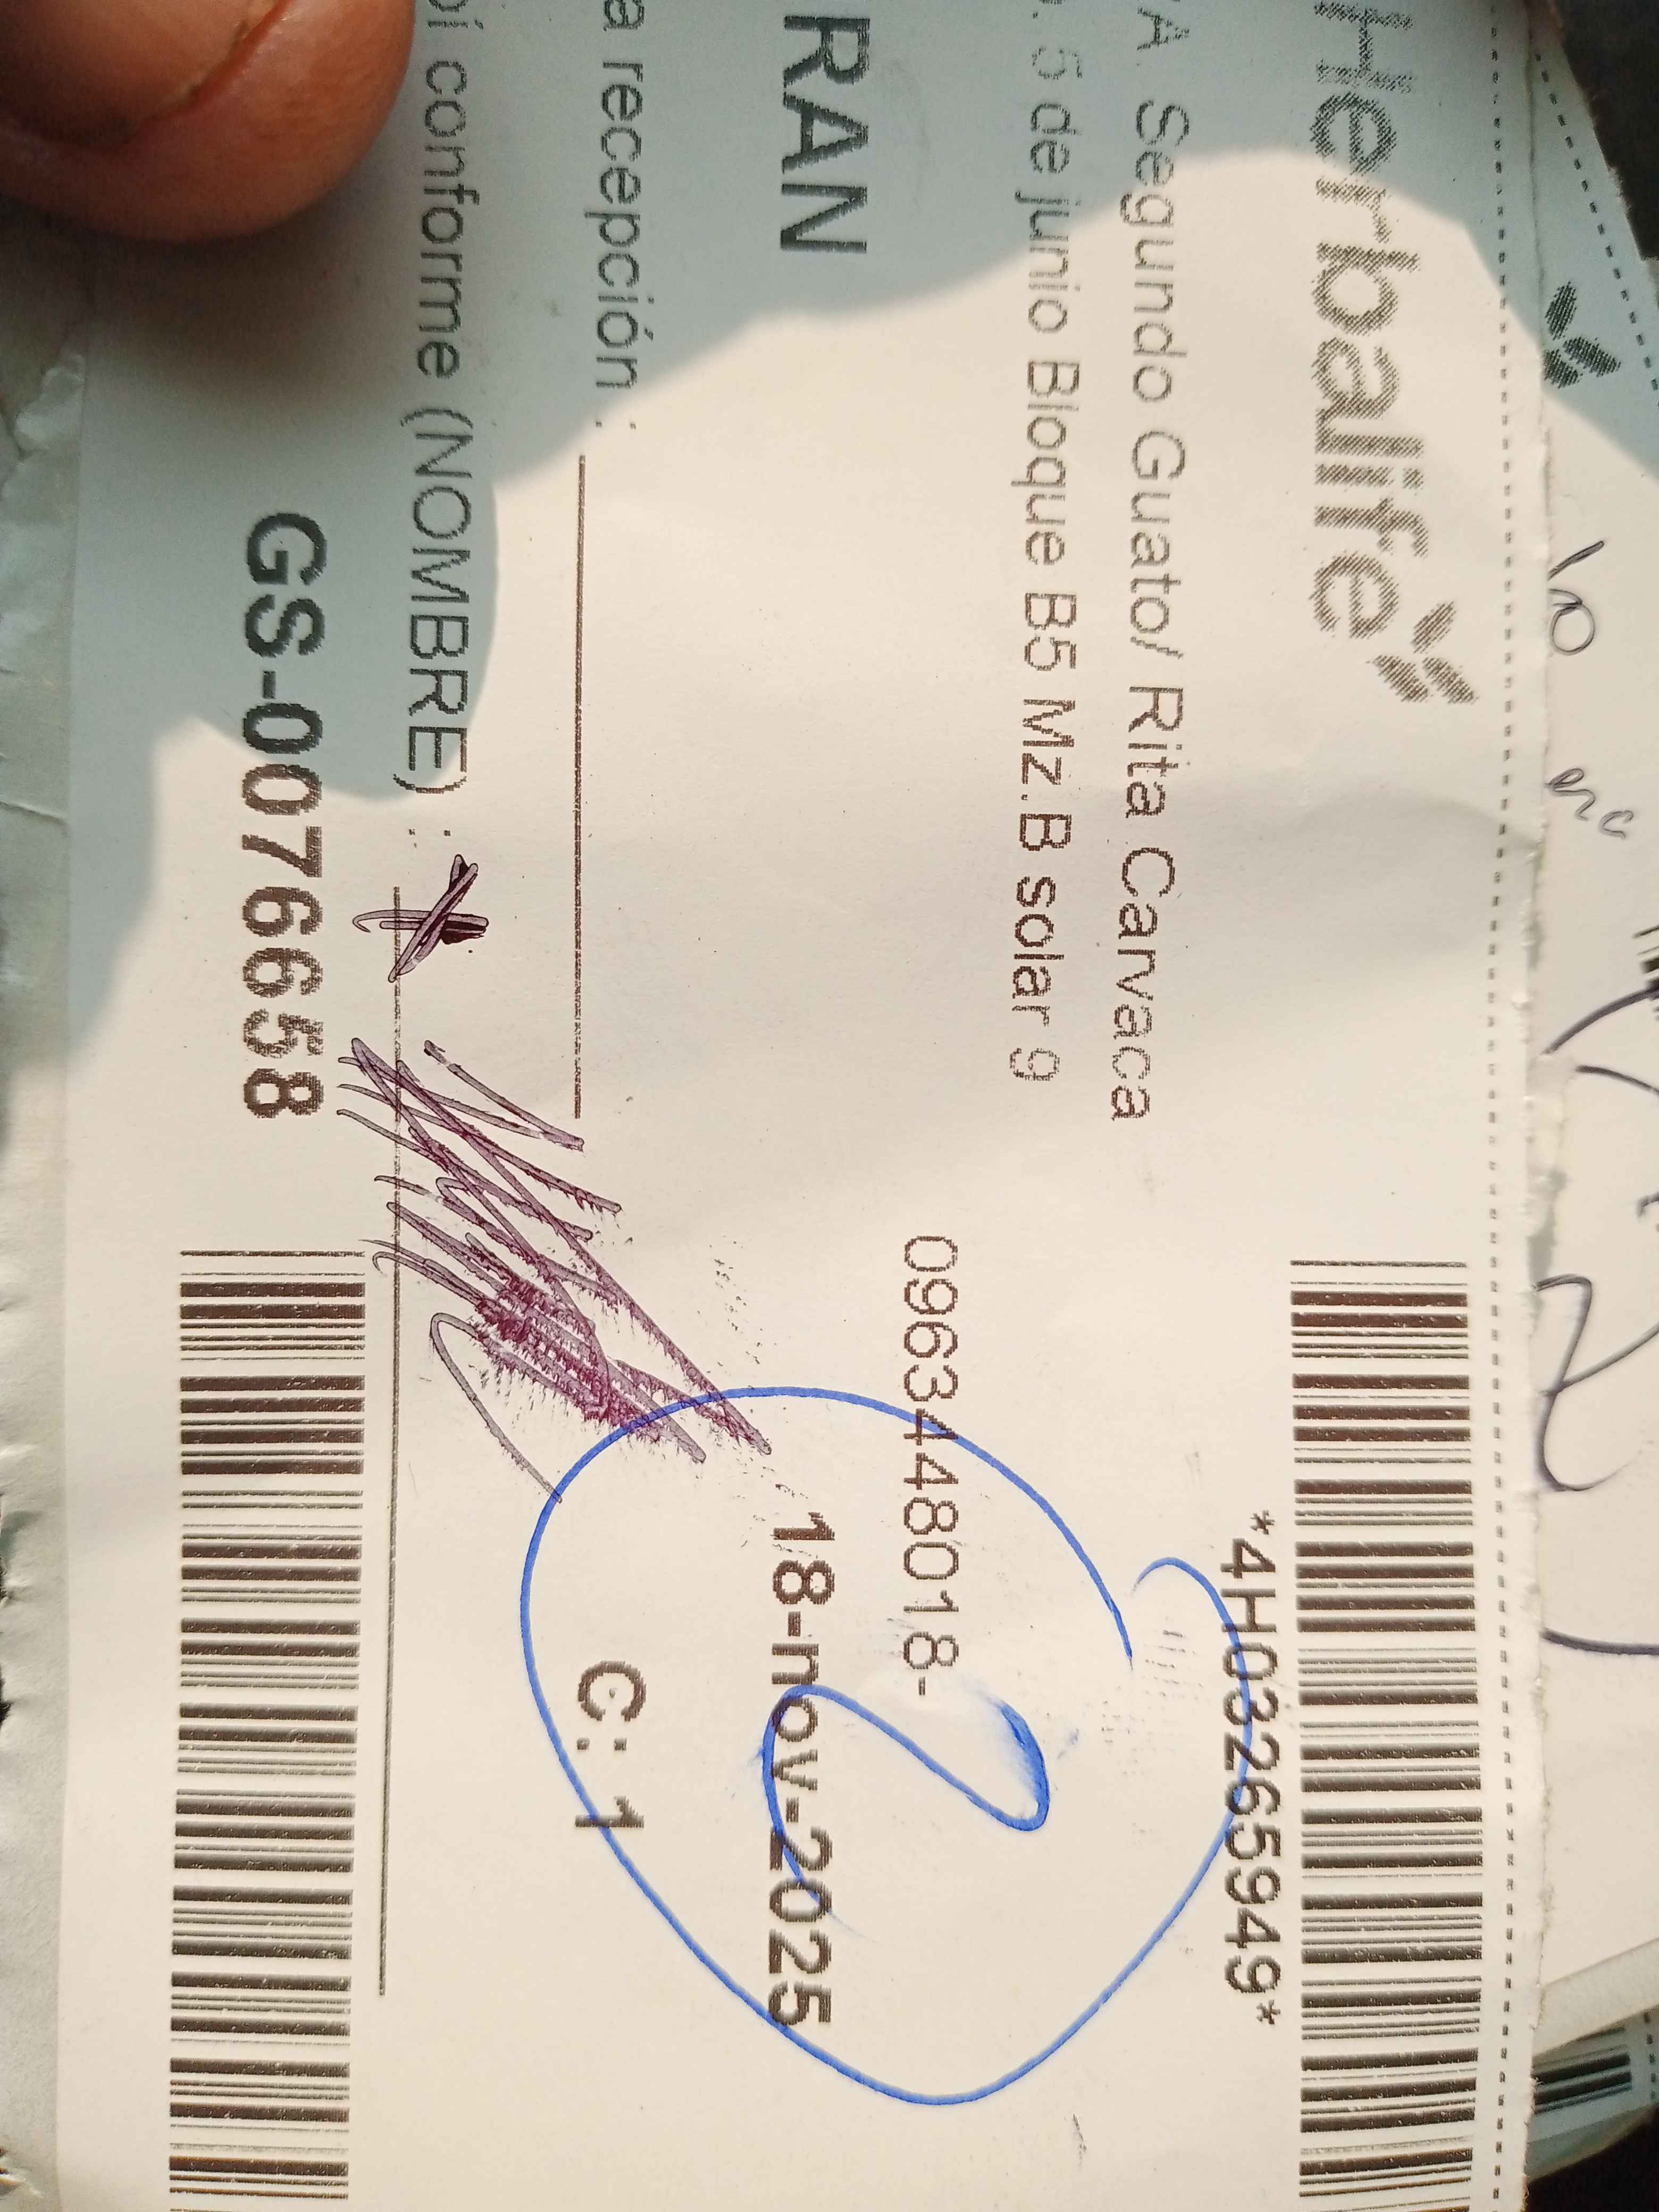 Herbalife
*4H03265949*
A. Segundo Guato/ Rita Carvaca
5 de junio Bloque B5 Mz.B solar 9
0963448018-
RAN
18-nov-2025
2
a recepción :
C: 1
conforme (NOMBRE) :
GS-0076658